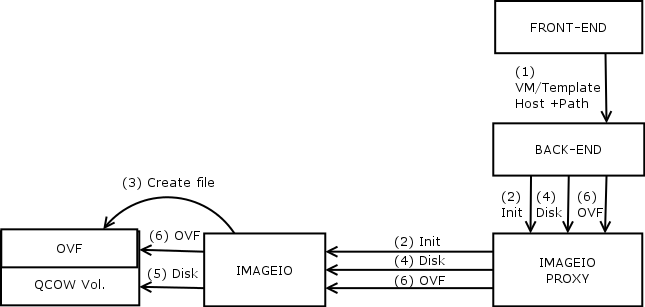 FRONT-END
(1)
VM/Template
Host +Path
BACK-END
(2)
Init
(4)
Disk
(6)
OVF
(3) Create file
OVF
QCOW Vol.
(6) OVF
(5) Disk
IMAGEIO
(2) Init
(4) Disk
(6) OVF
IMAGEIO
PROXY